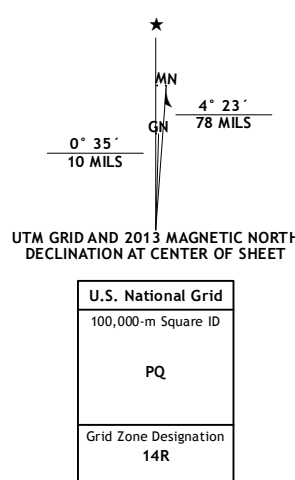 ★
MN
GN
4° 23´
78 MILS
0° 35´
10 MILS
UTM GRID AND 2013 MAGNETIC NORTH
DECLINATION AT CENTER OF SHEET
U.S. National Grid
100,000-m Square ID
PQ
Grid Zone Designation
14R